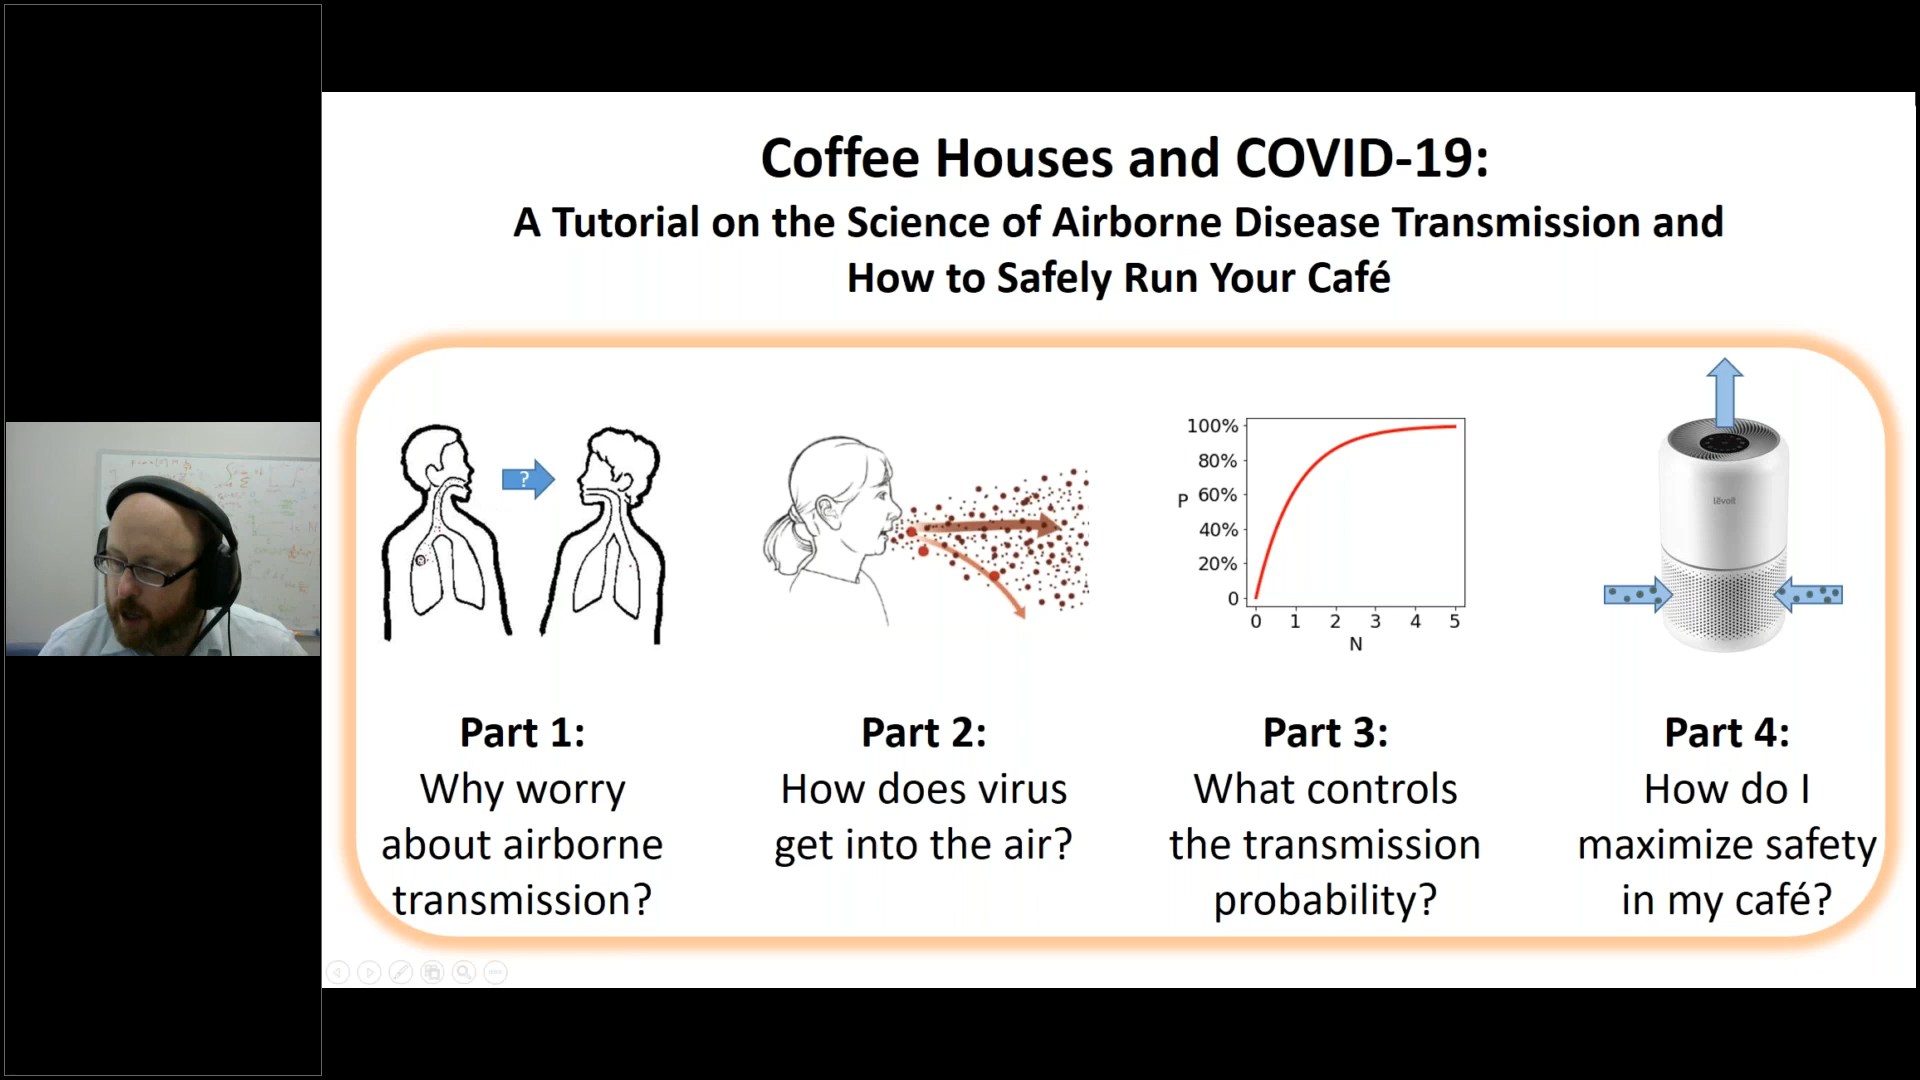 Coffee Houses and COVID-19:
A Tutorial on the Science of Airborne Disease Transmission and
How to Safely Run Your Café
?
100%
80%
60%
40%
20%
0
P
0 1 2 3 4 5
N
levoit
Part 1:
Why worry
about airborne
transmission?
Part 2:
How does virus
get into the air?
Part 3:
What controls
the transmission
probability?
Part 4:
How do I
maximize safety
in my café?